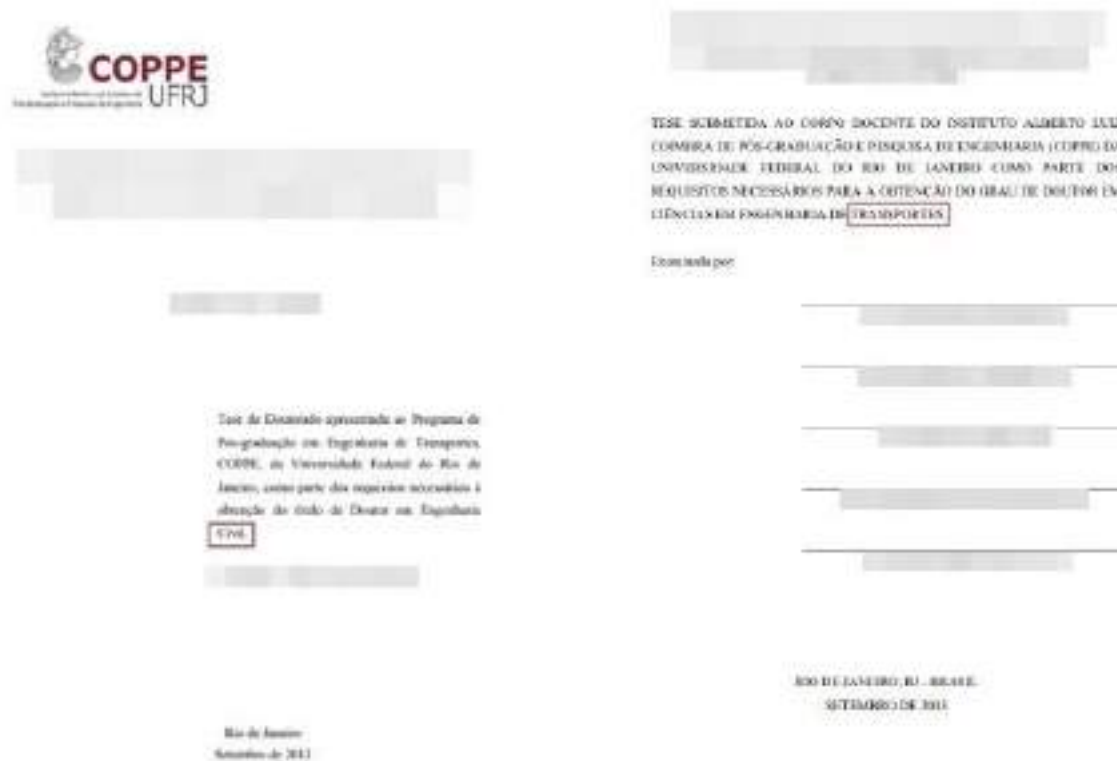 COPPE
UFRJ
Tese de Doutorado apresentada ao Programa de
Pós-graduação em Engenharia de Transportes,
COPPE, da Universidade Federal do Rio de
Janeiro, como parte dos requisitos necessários à
obtenção do título de Doutor em Engenharia
Civil.
Rio de Janeiro
Setembro de
TESE SUBMETIDA AO CORPO DOCENTE DO INSTITUTO ALBERTO LUIZ
COIMBRA DE PÓS-GRADUAÇÃO E PESQUISA DE ENGENHARIA (COPPE) DA
UNIVERSIDADE FEDERAL DO RIO DE JANEIRO COMO PARTE DOS
REQUISITOS NECESSÁRIOS PARA A OBTENÇÃO DO GRAU DE DOUTOR EM
CIÊNCIAS EM ENGENHARIA DE TRANSPORTES.
Examinada por:
RIO DE JANEIRO, RJ - BRASIL
SETEMBRO DE